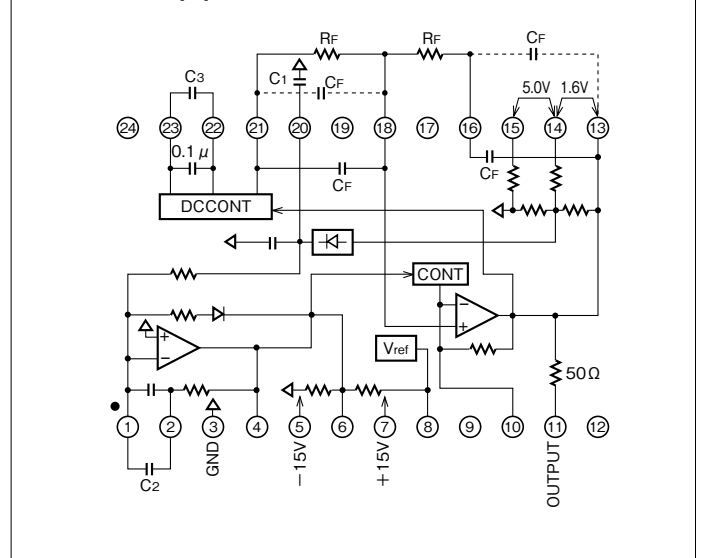 RF RF CF
C1 CF
C3
5.0V 1.6V
24 23 22 21 20 19 18 17 16 15 14 13
0.1 μ
CF CF
DCCONT
CONT
Vref
50Ω
1 2 3 4 5 6 7 8 9 10 11 12
C2
GND
−15V
+15V
OUTPUT